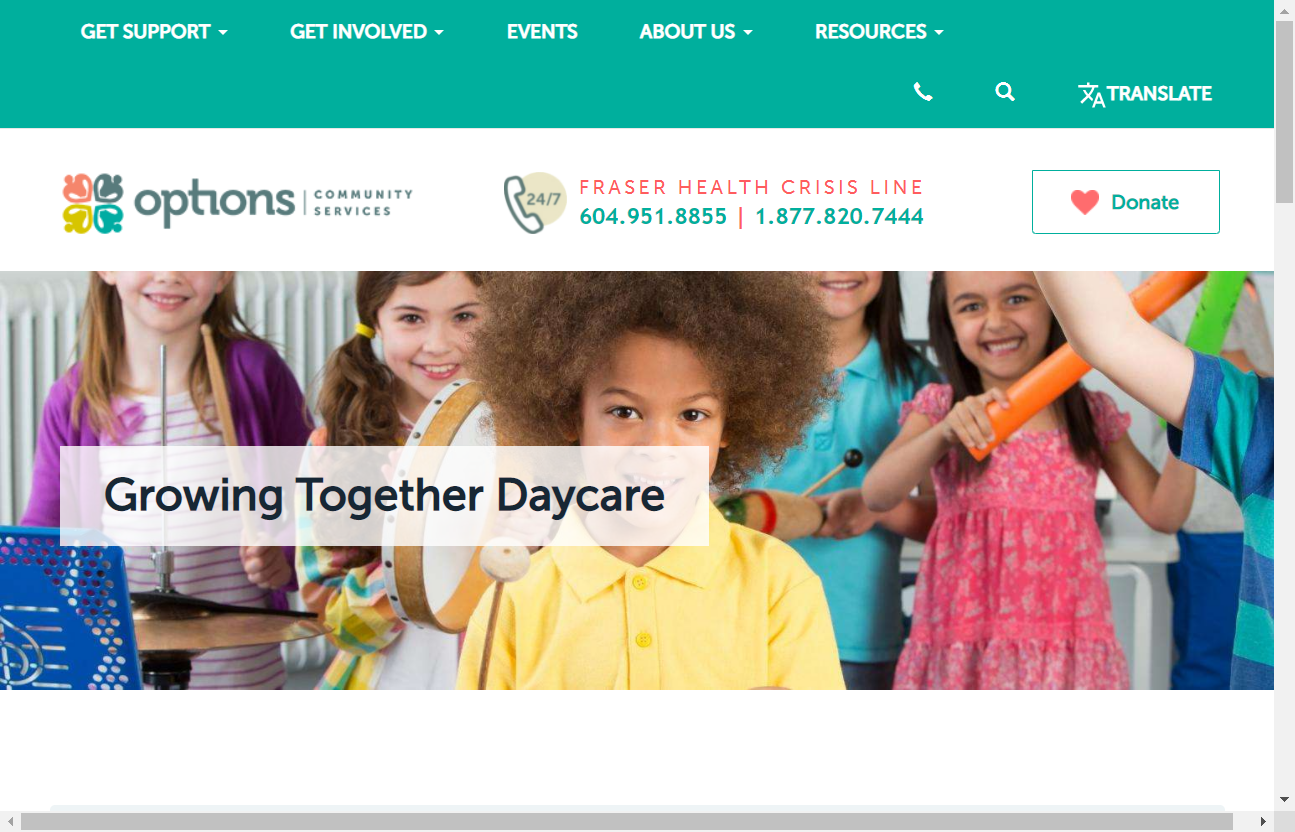 GET SUPPORT
GET INVOLVED
EVENTS
ABOUT US
RESOURCES
TRANSLATE
options | COMMUNITY SERVICES
24/7
FRASER HEALTH CRISIS LINE
604.951.8855 | 1.877.820.7444
Donate
Growing Together Daycare